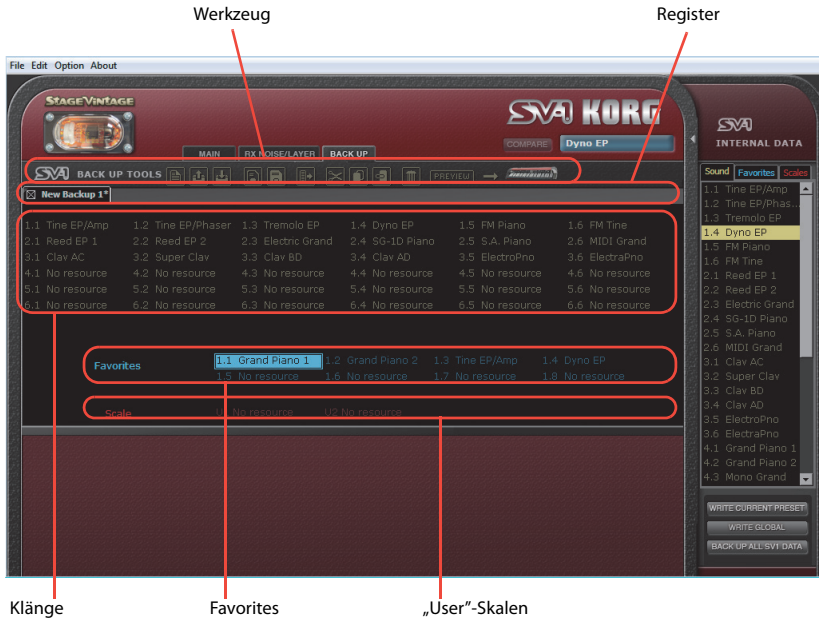 Werkzeug Register
File Edit Option About
STAGEVINTAGE
SV1 KORG
COMPARE Dyno EP
MAIN RX NOISE/LAYER BACK UP
SV1 BACK UP TOOLS PREVIEW →
New Backup 1*
1.1 Tine EP/Amp 1.2 Tine EP/Phaser 1.3 Tremolo EP 1.4 Dyno EP 1.5 FM Piano 1.6 FM Tine
2.1 Reed EP 1 2.2 Reed EP 2 2.3 Electric Grand 2.4 SG-1D Piano 2.5 S.A. Piano 2.6 MIDI Grand
3.1 Clav AC 3.2 Super Clav 3.3 Clav BD 3.4 Clav AD 3.5 ElectroPno 3.6 ElectraPno
4.1 No resource 4.2 No resource 4.3 No resource 4.4 No resource 4.5 No resource 4.6 No resource
5.1 No resource 5.2 No resource 5.3 No resource 5.4 No resource 5.5 No resource 5.6 No resource
6.1 No resource 6.2 No resource 6.3 No resource 6.4 No resource 6.5 No resource 6.6 No resource
Favorites
1.1 Grand Piano 1 1.2 Grand Piano 2 1.3 Tine EP/Amp 1.4 Dyno EP
1.5 No resource 1.6 No resource 1.7 No resource 1.8 No resource
Scale U1 No resource U2 No resource
SV1
INTERNAL DATA
Sound Favorites Scales
1.1 Tine EP/Amp
1.2 Tine EP/Phas...
1.3 Tremolo EP
1.4 Dyno EP
1.5 FM Piano
1.6 FM Tine
2.1 Reed EP 1
2.2 Reed EP 2
2.3 Electric Grand
2.4 SG-1D Piano
2.5 S.A. Piano
2.6 MIDI Grand
3.1 Clav AC
3.2 Super Clav
3.3 Clav BD
3.4 Clav AD
3.5 ElectroPno
3.6 ElectraPno
4.1 Grand Piano 1
4.2 Grand Piano 2
4.3 Mono Grand
WRITE CURRENT PRESET
WRITE GLOBAL
BACK UP ALL SV1 DATA
Klänge Favorites „User"-Skalen